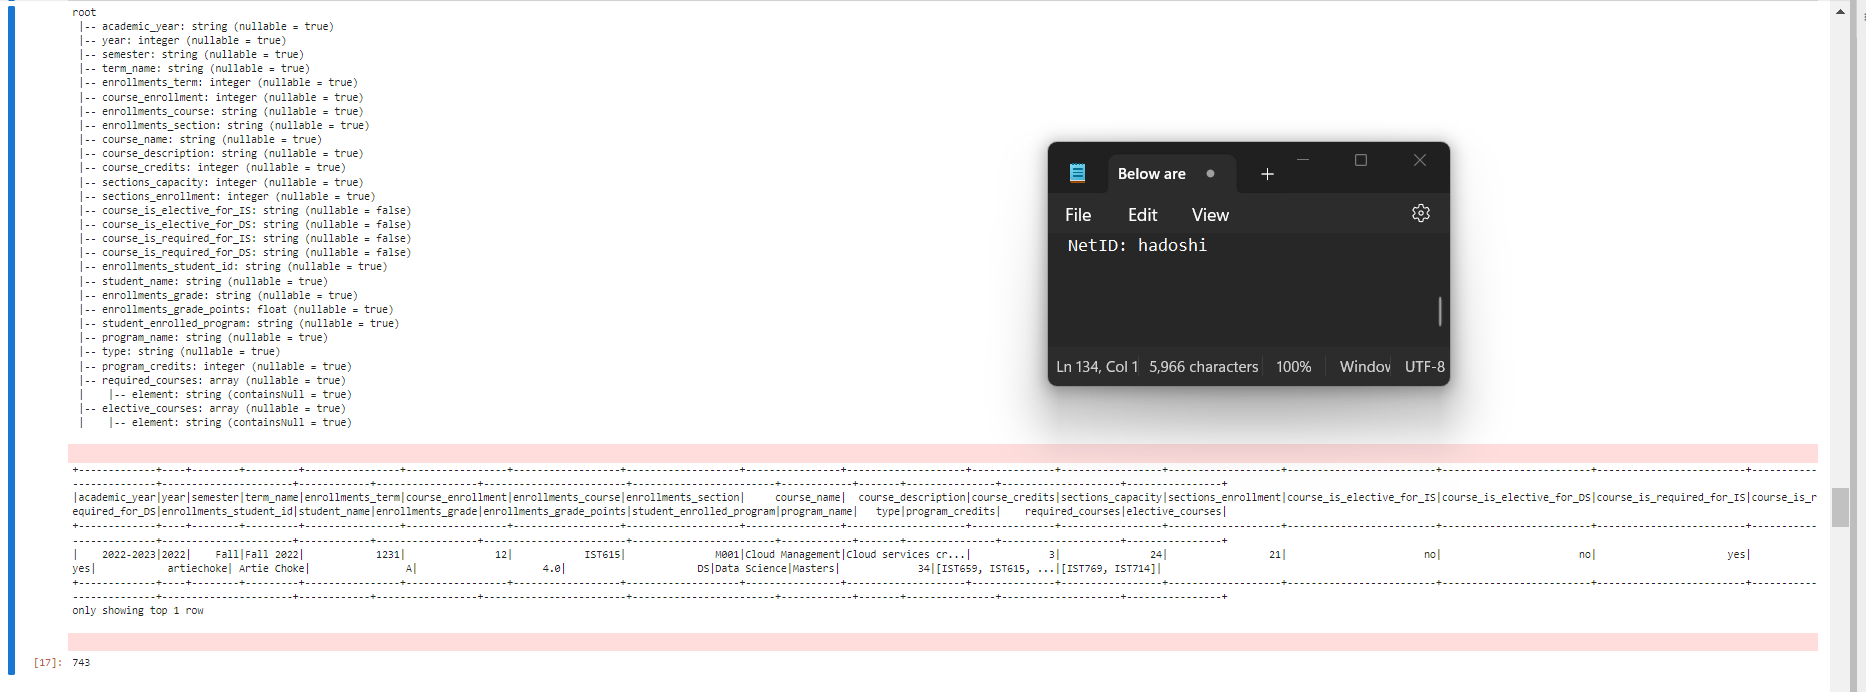 root
 |-- academic_year: string (nullable = true)
 |-- year: integer (nullable = true)
 |-- semester: string (nullable = true)
 |-- term_name: string (nullable = true)
 |-- enrollments_term: integer (nullable = true)
 |-- course_enrollment: integer (nullable = true)
 |-- enrollments_course: string (nullable = true)
 |-- enrollments_section: string (nullable = true)
 |-- course_name: string (nullable = true)
 |-- course_description: string (nullable = true)
 |-- course_credits: integer (nullable = true)
 |-- sections_capacity: integer (nullable = true)
 |-- sections_enrollment: integer (nullable = true)
 |-- course_is_elective_for_IS: string (nullable = false)
 |-- course_is_elective_for_DS: string (nullable = false)
 |-- course_is_required_for_IS: string (nullable = false)
 |-- course_is_required_for_DS: string (nullable = false)
 |-- enrollments_student_id: string (nullable = true)
 |-- student_name: string (nullable = true)
 |-- enrollments_grade: string (nullable = true)
 |-- enrollments_grade_points: float (nullable = true)
 |-- student_enrolled_program: string (nullable = true)
 |-- program_name: string (nullable = true)
 |-- type: string (nullable = true)
 |-- program_credits: integer (nullable = true)
 |-- required_courses: array (nullable = true)
 |    |-- element: string (containsNull = true)
 |-- elective_courses: array (nullable = true)
 |    |-- element: string (containsNull = true)
Below are
File Edit View
NetID: hadoshi
Ln 134, Col 1 5,966 characters 100% Window UTF-8
|academic_year|year|semester|term_name|enrollments_term|course_enrollment|enrollments_course|enrollments_section| course_name| course_description|course_credits|sections_capacity|sections_enrollment|course_is_elective_for_IS|course_is_elective_for_DS|course_is_required_for_IS|course_is_r
equired_for_DS|enrollments_student_id|student_name|enrollments_grade|enrollments_grade_points|student_enrolled_program|program_name| type|program_credits| required_courses|elective_courses|
| 2022-2023|2022| Fall|Fall 2022| 1231| 12| IST615| M001|Cloud Management|Cloud services cr...| 3| 24| 21| no| no| yes|
yes| artiechoke| Artie Choke| A| 4.0| DS|Data Science|Masters| 34|[IST659, IST615, ...|[IST769, IST714]|
only showing top 1 row
[17]: 743